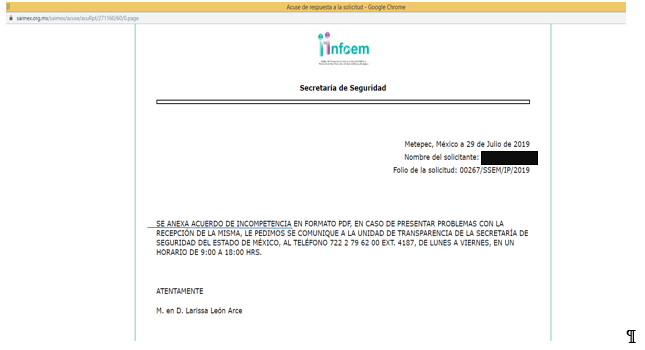 Acuse de respuesta a la solicitud - Google Chrome
saimex.org.mx/saimex/acuse/acuRpt/271160/60/0.page
infoem
Secretaría de Seguridad
Metepec, México a 29 de Julio de 2019
Nombre del solicitante:
Folio de la solicitud: 00267/SSEM/IP/2019
SE ANEXA ACUERDO DE INCOMPETENCIA EN FORMATO PDF, EN CASO DE PRESENTAR PROBLEMAS CON LA
RECEPCIÓN DE LA MISMA, LE PEDIMOS SE COMUNIQUE A LA UNIDAD DE TRANSPARENCIA DE LA SECRETARÍA DE
SEGURIDAD DEL ESTADO DE MÉXICO, AL TELÉFONO 722 2 79 62 00 EXT. 4187, DE LUNES A VIERNES, EN UN
HORARIO DE 9:00 A 18:00 HRS.
ATENTAMENTE
M. en D. Larissa León Arce
¶